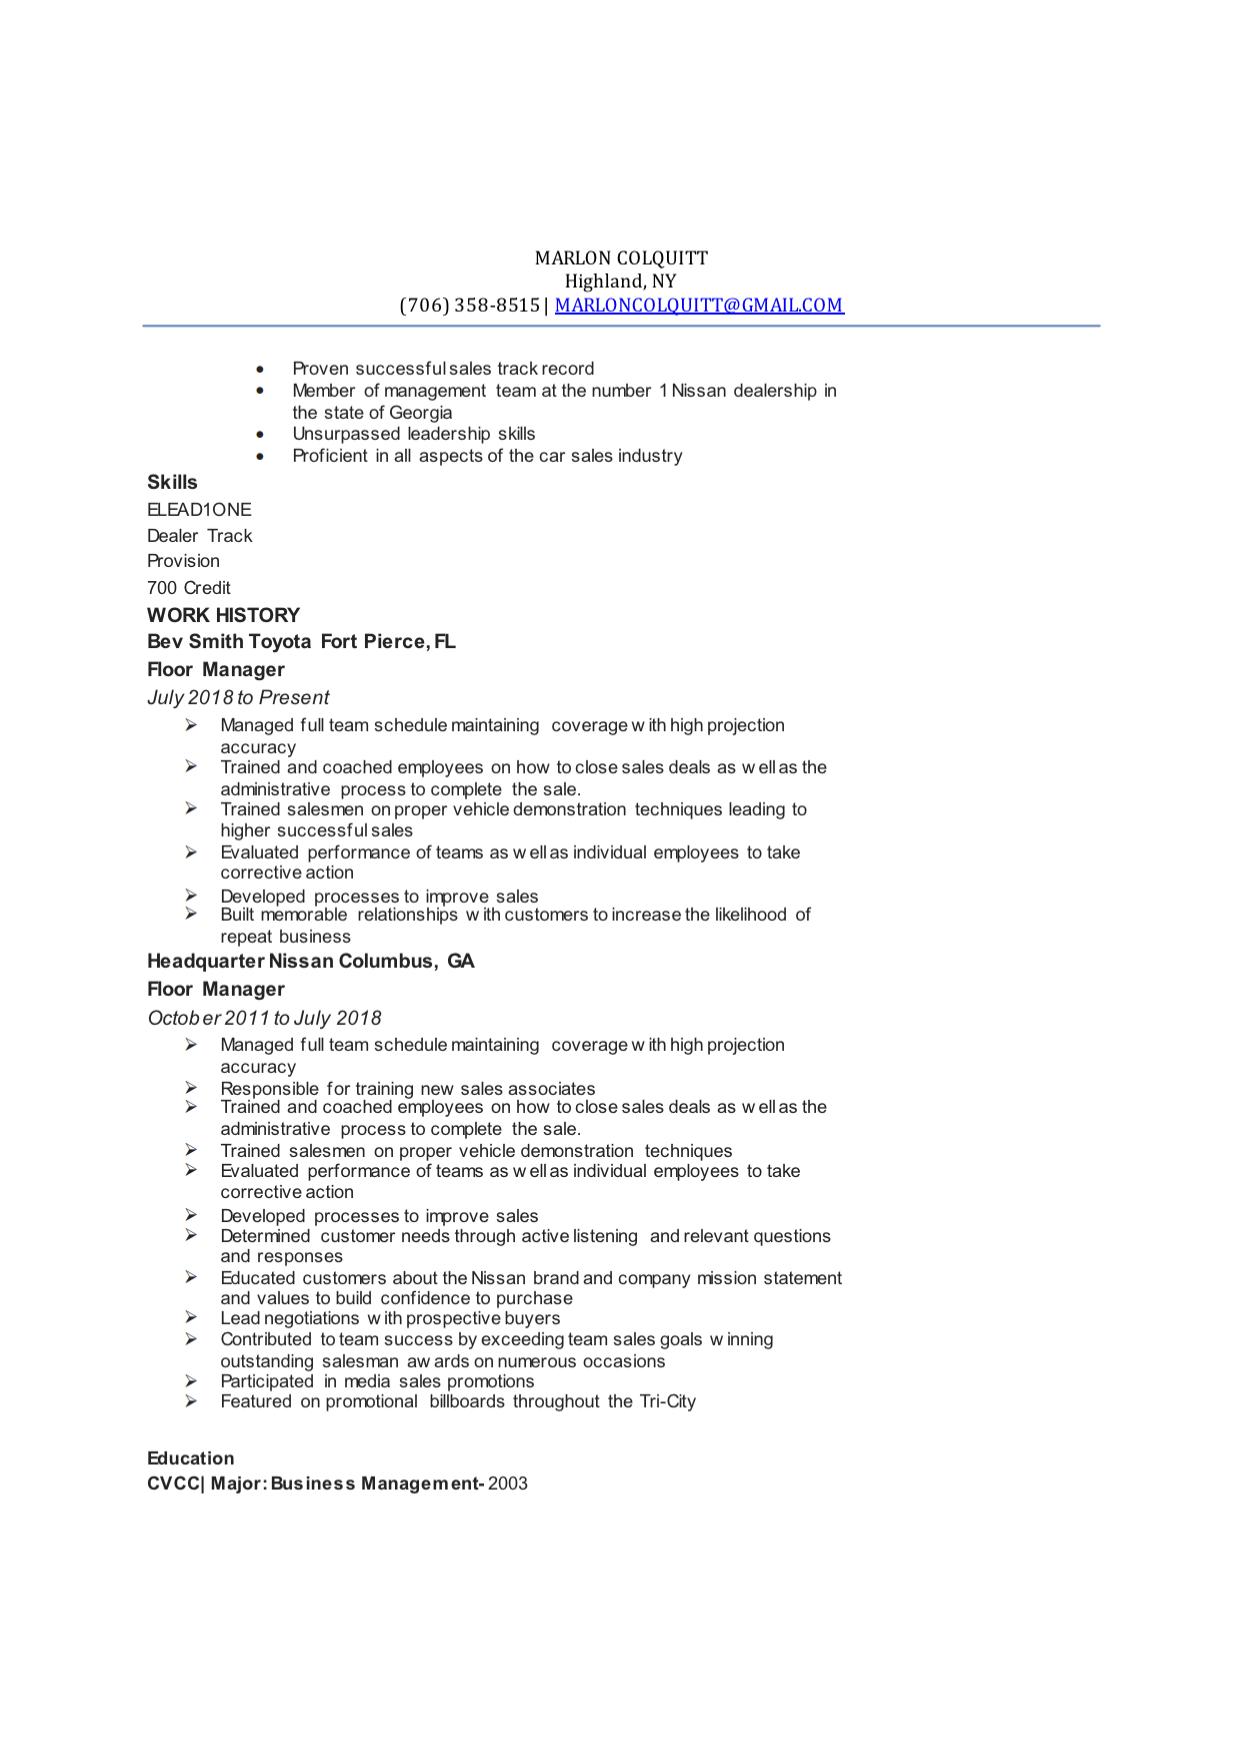 MARLON COLQUITT
Highland, NY
(706) 358-8515 | MARLONCOLQUITT@GMAIL.COM
• Proven successful sales track record
• Member of management team at the number 1 Nissan dealership in
the state of Georgia
• Unsurpassed leadership skills
• Proficient in all aspects of the car sales industry
Skills
ELEAD1ONE
Dealer Track
Provision
700 Credit
WORK HISTORY
Bev Smith Toyota Fort Pierce, FL
Floor Manager
July 2018 to Present
➢ Managed full team schedule maintaining coverage with high projection
accuracy
➢ Trained and coached employees on how to close sales deals as well as the
administrative process to complete the sale.
➢ Trained salesmen on proper vehicle demonstration techniques leading to
higher successful sales
➢ Evaluated performance of teams as well as individual employees to take
corrective action
➢ Developed processes to improve sales
➢ Built memorable relationships with customers to increase the likelihood of
repeat business
Headquarter Nissan Columbus, GA
Floor Manager
October 2011 to July 2018
➢ Managed full team schedule maintaining coverage with high projection
accuracy
➢ Responsible for training new sales associates
➢ Trained and coached employees on how to close sales deals as well as the
administrative process to complete the sale.
➢ Trained salesmen on proper vehicle demonstration techniques
➢ Evaluated performance of teams as well as individual employees to take
corrective action
➢ Developed processes to improve sales
➢ Determined customer needs through active listening and relevant questions
and responses
➢ Educated customers about the Nissan brand and company mission statement
and values to build confidence to purchase
➢ Lead negotiations with prospective buyers
➢ Contributed to team success by exceeding team sales goals winning
outstanding salesman awards on numerous occasions
➢ Participated in media sales promotions
➢ Featured on promotional billboards throughout the Tri-City
Education
CVCC| Major: Business Management- 2003